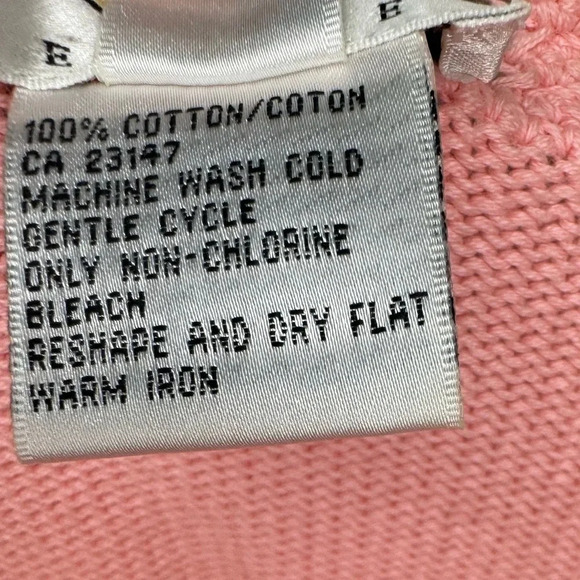 E
E
100% COTTON/COTON
CA 23147
MACHINE WASH COLD
GENTLE CYCLE
ONLY NON-CHLORINE
BLEACH
RESHAPE AND DRY FLAT
WARM IRON